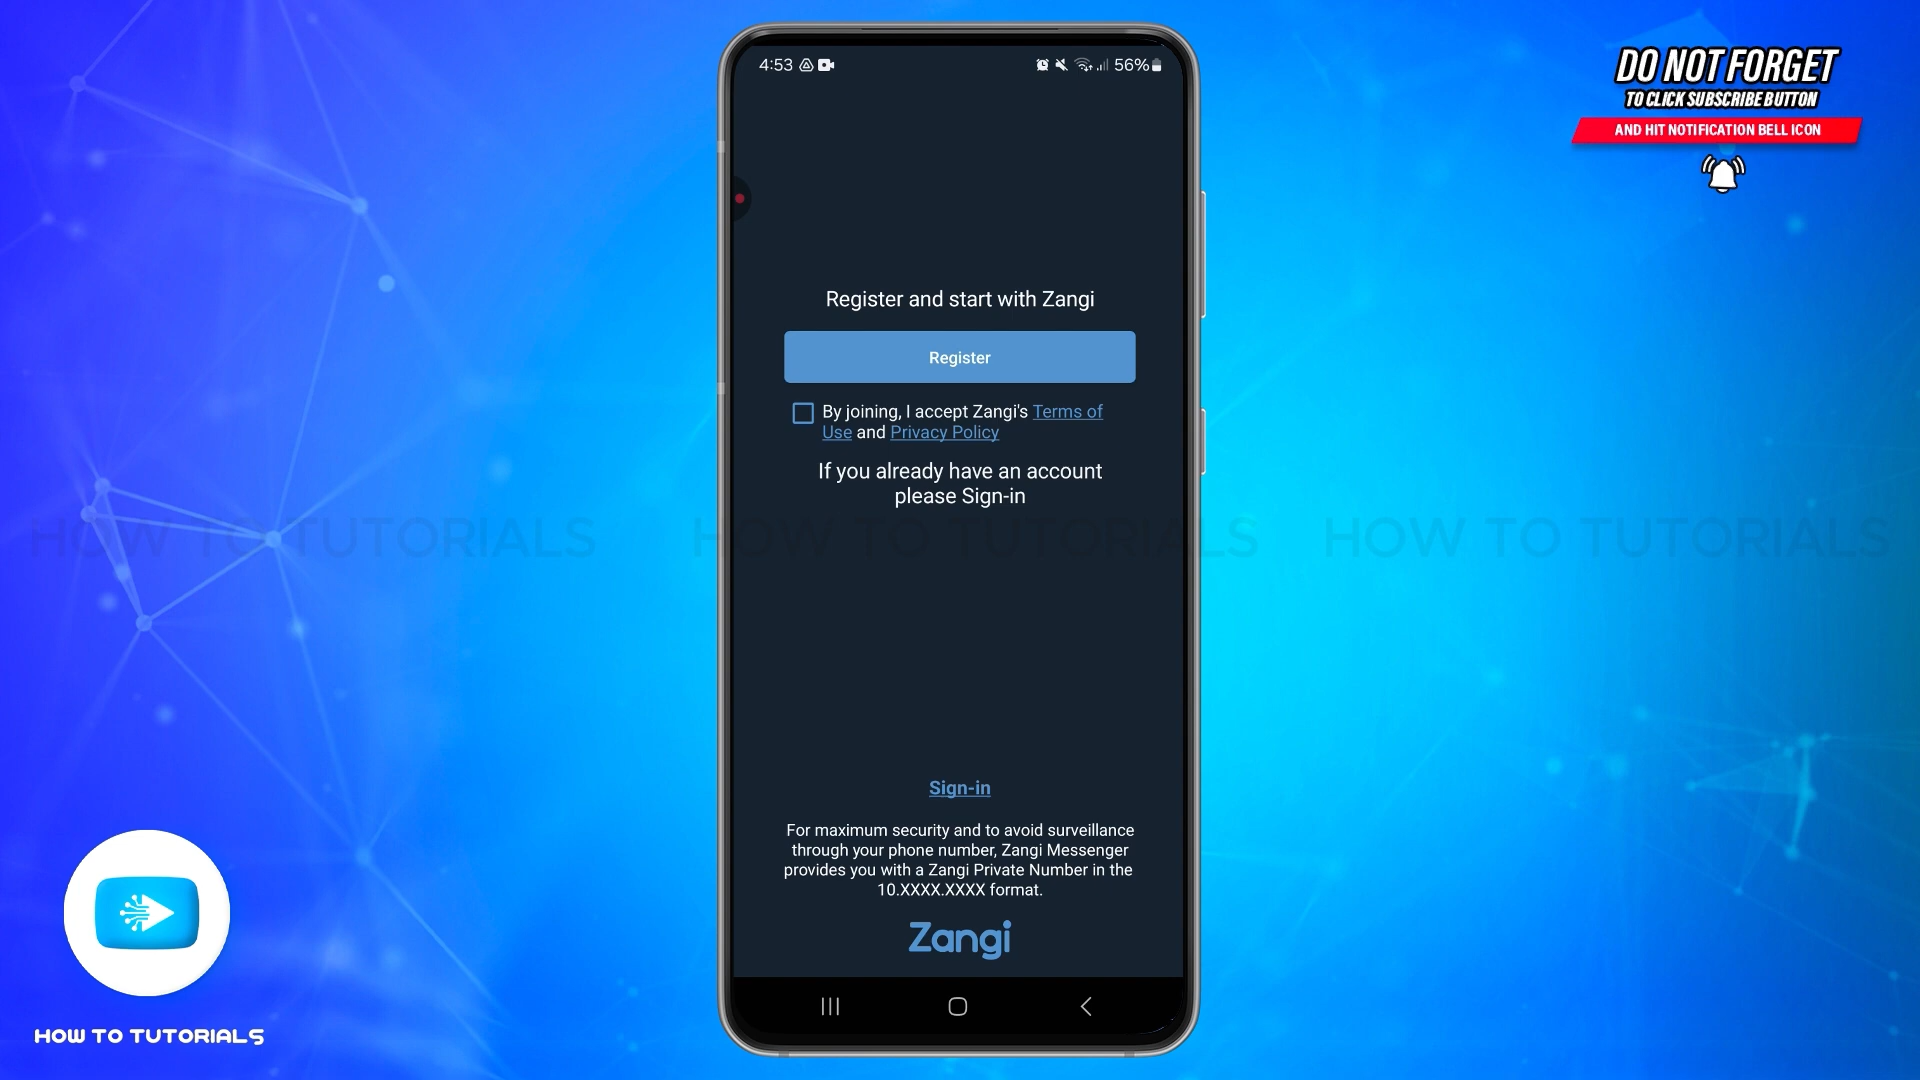 4:53
56%
DO NOT FORGET
TO CLICK SUBSCRIBE BUTTON
AND HIT NOTIFICATION BELL ICON
Register and start with Zangi
Register
By joining, I accept Zangi's Terms of
Use and Privacy Policy
If you already have an account
please Sign-in
HOW TO TUTORIALS HOW TO TUTORIALS HOW TO TUTORIALS
Sign-in
For maximum security and to avoid surveillance
through your phone number, Zangi Messenger
provides you with a Zangi Private Number in the
10.XXXX.XXXX format.
Zangi
HOW TO TUTORIALS